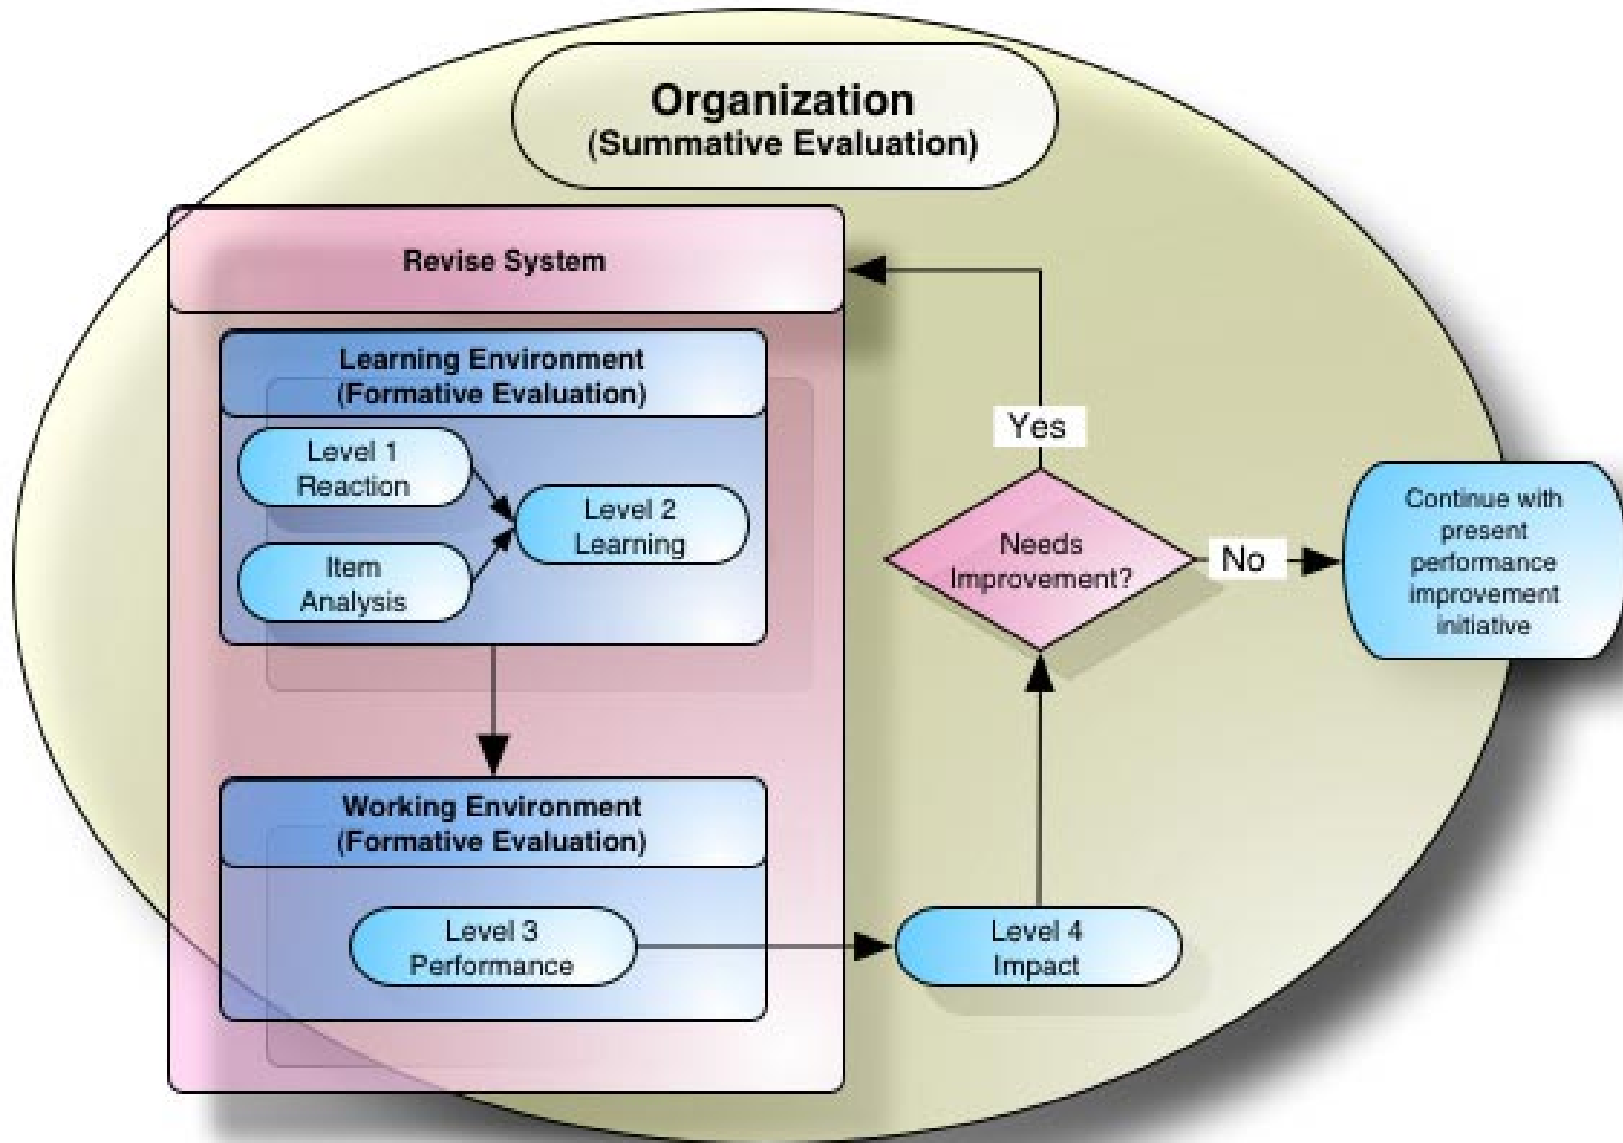 Organization
(Summative Evaluation)
Revise System
Learning Environment
(Formative Evaluation)
Level 1
Reaction
Item
Analysis
Level 2
Learning
Working Environment
(Formative Evaluation)
Level 3
Performance
Level 4
Impact
Needs
Improvement?
Yes
No
Continue with
present
performance
improvement
initiative